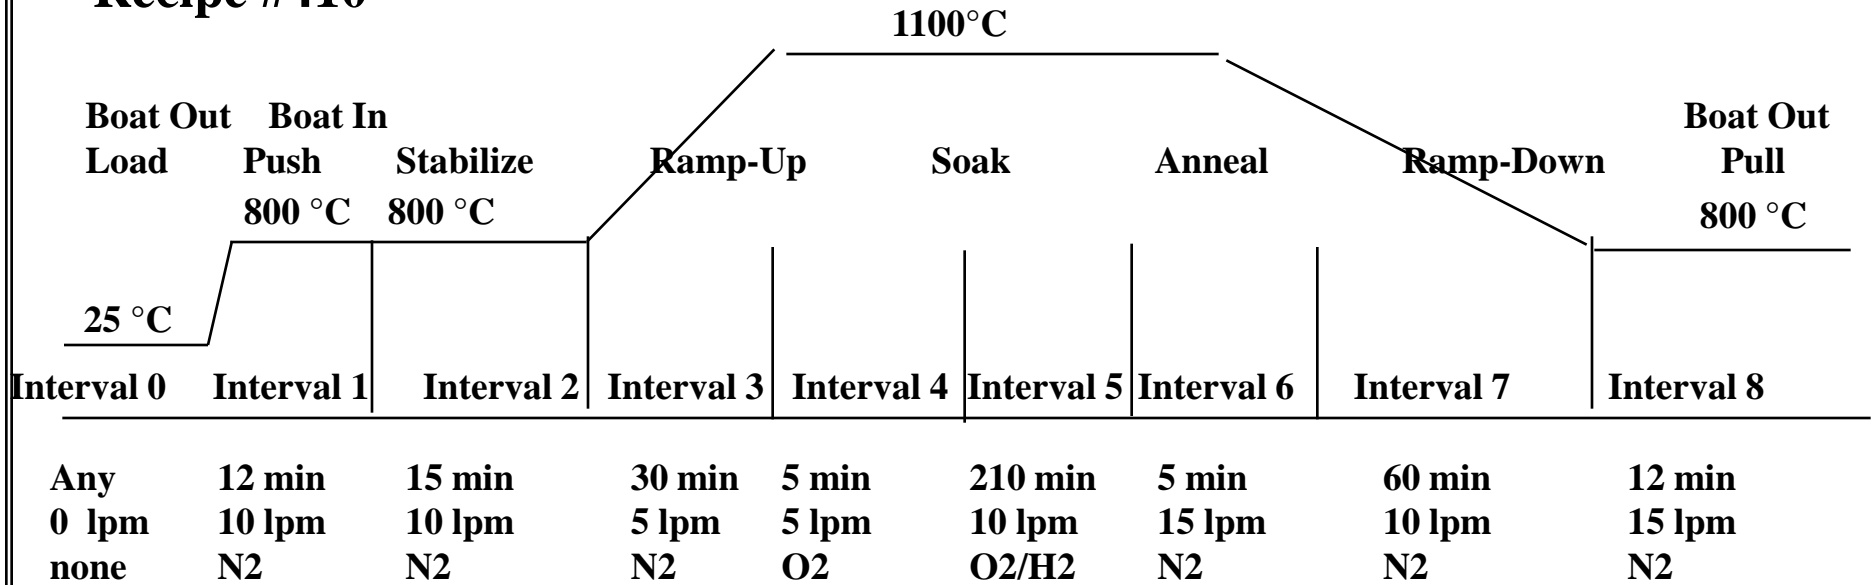 1100°C
Boat Out Boat In Boat Out
Load Push Stabilize Ramp-Up Soak Anneal Ramp-Down Pull
800 °C 800 °C 800 °C
25 °C
Interval 0 Interval 1 Interval 2 Interval 3 Interval 4 Interval 5 Interval 6 Interval 7 Interval 8
Any 12 min 15 min 30 min 5 min 210 min 5 min 60 min 12 min
0 lpm 10 lpm 10 lpm 5 lpm 5 lpm 10 lpm 15 lpm 10 lpm 15 lpm
none N2 N2 N2 O2 O2/H2 N2 N2 N2